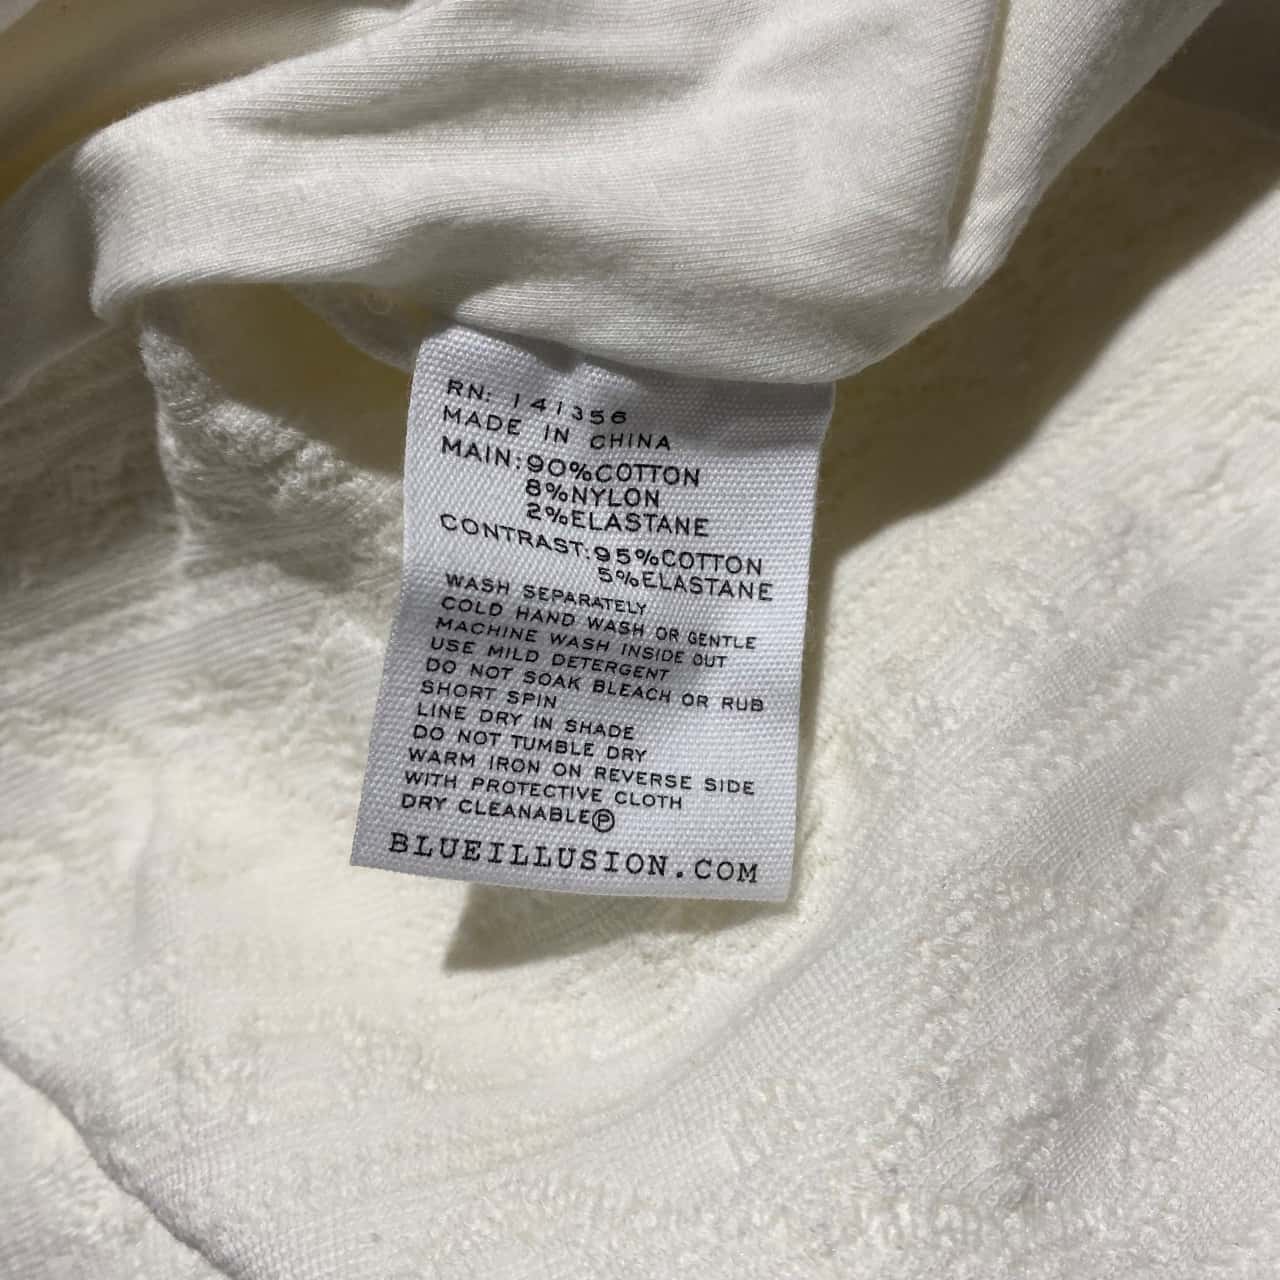 RN: 141356
MADE IN CHINA
MAIN:90%COTTON
8%NYLON
2%ELASTANE
CONTRAST:95%COTTON
5%ELASTANE
WASH SEPARATELY
COLD HAND WASH OR GENTLE
MACHINE WASH INSIDE OUT
USE MILD DETERGENT
DO NOT SOAK BLEACH OR RUB
SHORT SPIN
LINE DRY IN SHADE
DO NOT TUMBLE DRY
WARM IRON ON REVERSE SIDE
WITH PROTECTIVE CLOTH
DRY CLEANABLEⓅ
BLUEILLUSION.COM